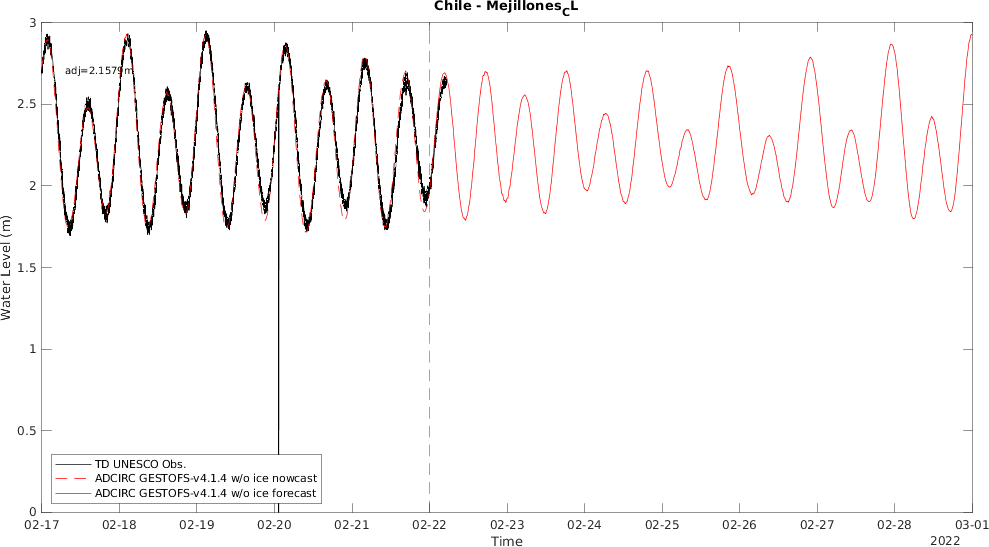 Chile - Mejillones_CL
3
2.5
2
1.5
1
0.5
0
Water Level (m)
adj=2.1579m
TD UNESCO Obs.
ADCIRC GESTOFS-v4.1.4 w/o ice nowcast
ADCIRC GESTOFS-v4.1.4 w/o ice forecast
02-17 02-18 02-19 02-20 02-21 02-22 02-23 02-24 02-25 02-26 02-27 02-28 03-01
Time
2022